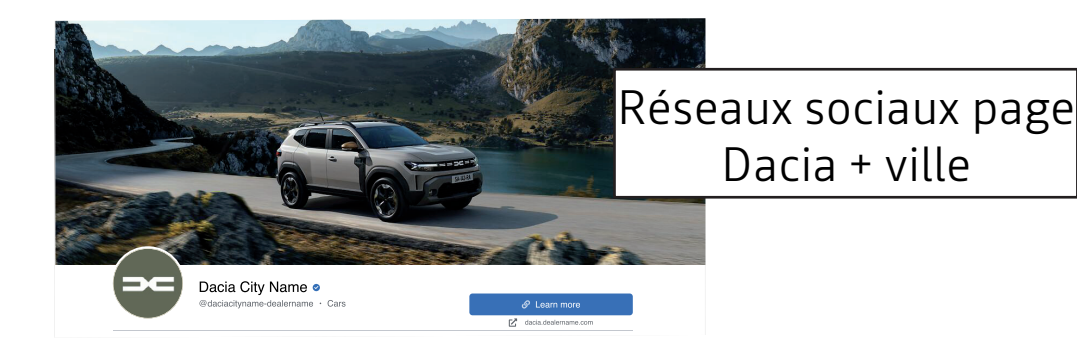 Réseaux sociaux page
Dacia + ville
Dacia City Name
@daciacityname-dealername · Cars
Learn more
dacia.dealername.com